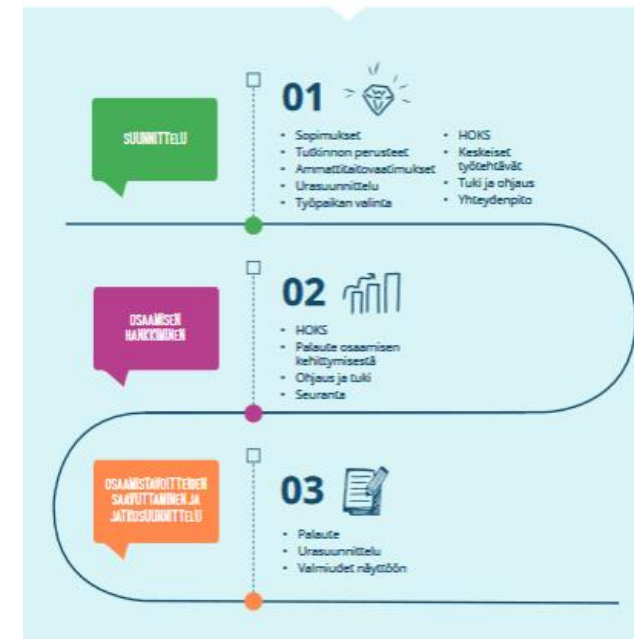 SUUNNITTELU
01
• Sopimukset
• Tutkinnon perusteet
• Ammattitaitovaatimukset
• Urasuunnittelu
• Työpaikan valinta
• HOKS
• Keskeiset
työtehtävät
• Tuki ja ohjaus
• Yhteydenpito
OSAAMISEN
HANKKIMINEN
02
• HOKS
• Palaute osaamisen
kehittymisestä
• Ohjaus ja tuki
• Seuranta
OSAAMISTAVOITTEIDEN
SAAVUTTAMINEN JA
JATKOSUUNNITTELU
03
• Palaute
• Urasuunnittelu
• Valmiudet näyttöön